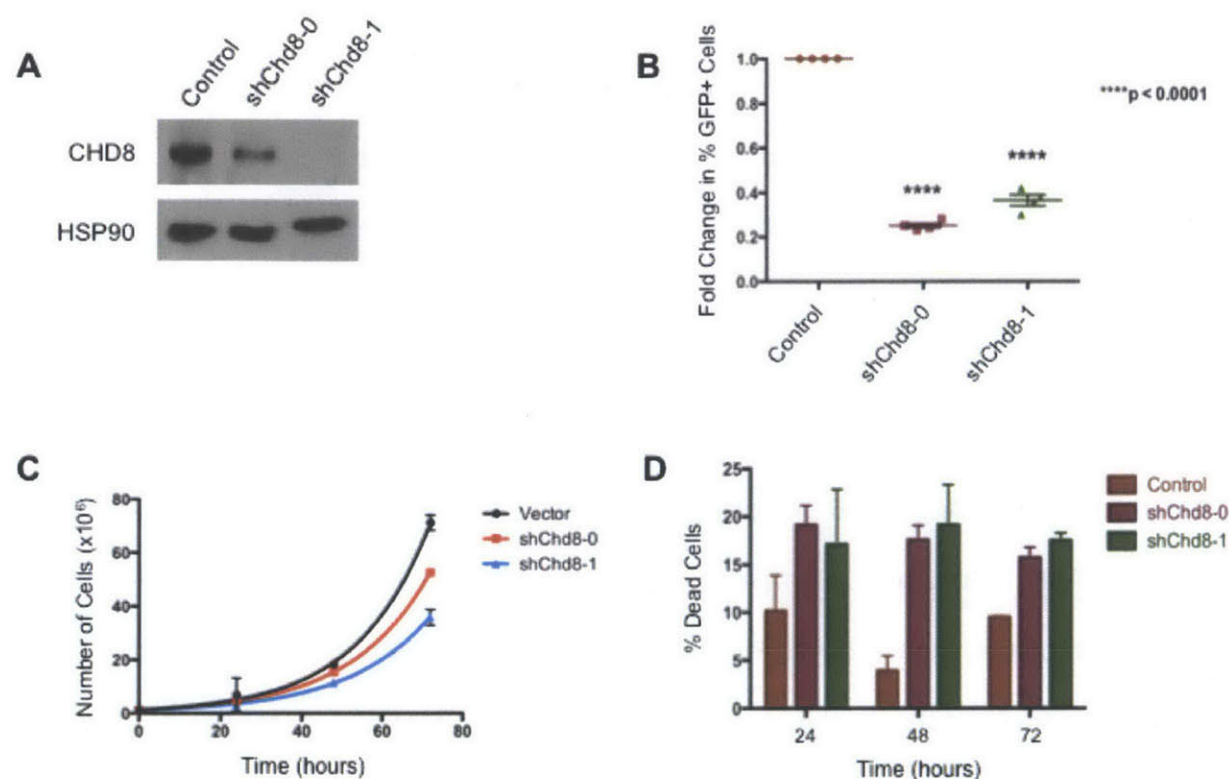 A
Control
shChd8-0
shChd8-1
CHD8
HSP90
B
Fold Change in % GFP+ Cells
1.0
0.8
0.6
0.4
0.2
0.0
****
****
****p < 0.0001
Control
shChd8-0
shChd8-1
C
Number of Cells (x10⁶)
80
60
40
20
0
0
20
40
60
80
Time (hours)
Vector
shChd8-0
shChd8-1
D
% Dead Cells
25
20
15
10
5
0
24
48
72
Time (hours)
Control
shChd8-0
shChd8-1